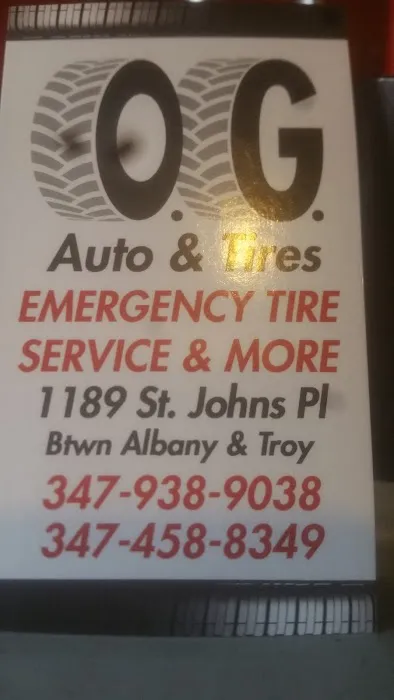 O.G.
Auto & Tires
EMERGENCY TIRE
SERVICE & MORE
1189 St. Johns Pl
Btwn Albany & Troy
347-938-9038
347-458-8349